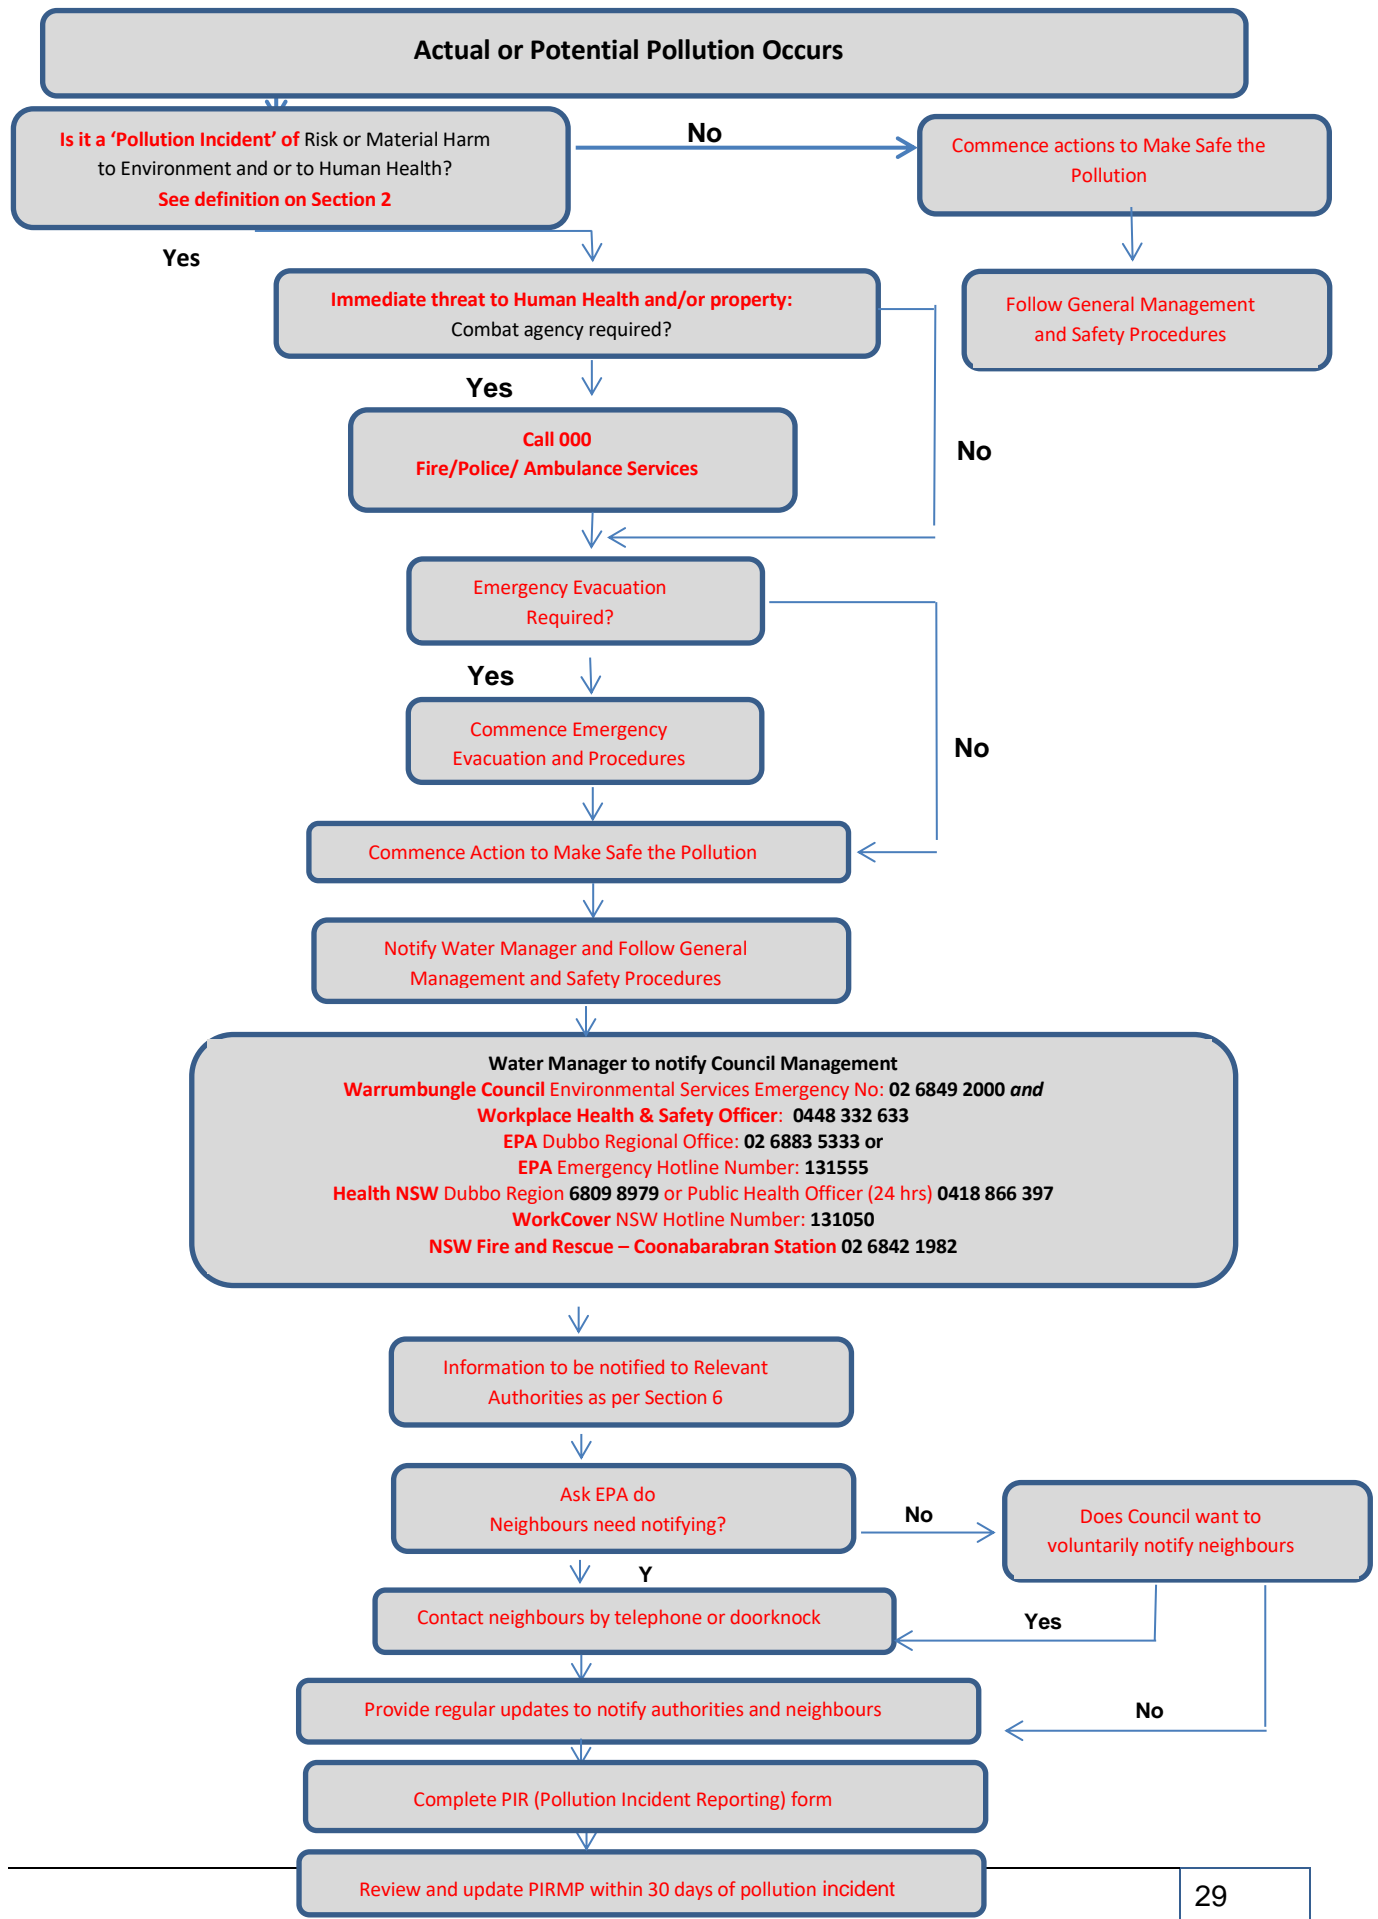 Actual or Potential Pollution Occurs
Is it a ‘Pollution Incident’ of Risk or Material Harm
to Environment and or to Human Health?
See definition on Section 2
No
Commence actions to Make Safe the
Pollution
Yes
Immediate threat to Human Health and/or property:
Combat agency required?
Follow General Management
and Safety Procedures
Yes
Call 000
Fire/Police/ Ambulance Services
No
Emergency Evacuation
Required?
Yes
Commence Emergency
Evacuation and Procedures
No
Commence Action to Make Safe the Pollution
Notify Water Manager and Follow General
Management and Safety Procedures
Water Manager to notify Council Management
Warrumbungle Council Environmental Services Emergency No: 02 6849 2000 and
Workplace Health & Safety Officer: 0448 332 633
EPA Dubbo Regional Office: 02 6883 5333 or
EPA Emergency Hotline Number: 131555
Health NSW Dubbo Region 6809 8979 or Public Health Officer (24 hrs) 0418 866 397
WorkCover NSW Hotline Number: 131050
NSW Fire and Rescue – Coonabarabran Station 02 6842 1982
Information to be notified to Relevant
Authorities as per Section 6
Ask EPA do
Neighbours need notifying?
No
Does Council want to
voluntarily notify neighbours
Y
Contact neighbours by telephone or doorknock
Yes
Provide regular updates to notify authorities and neighbours
No
Complete PIR (Pollution Incident Reporting) form
Review and update PIRMP within 30 days of pollution incident
29